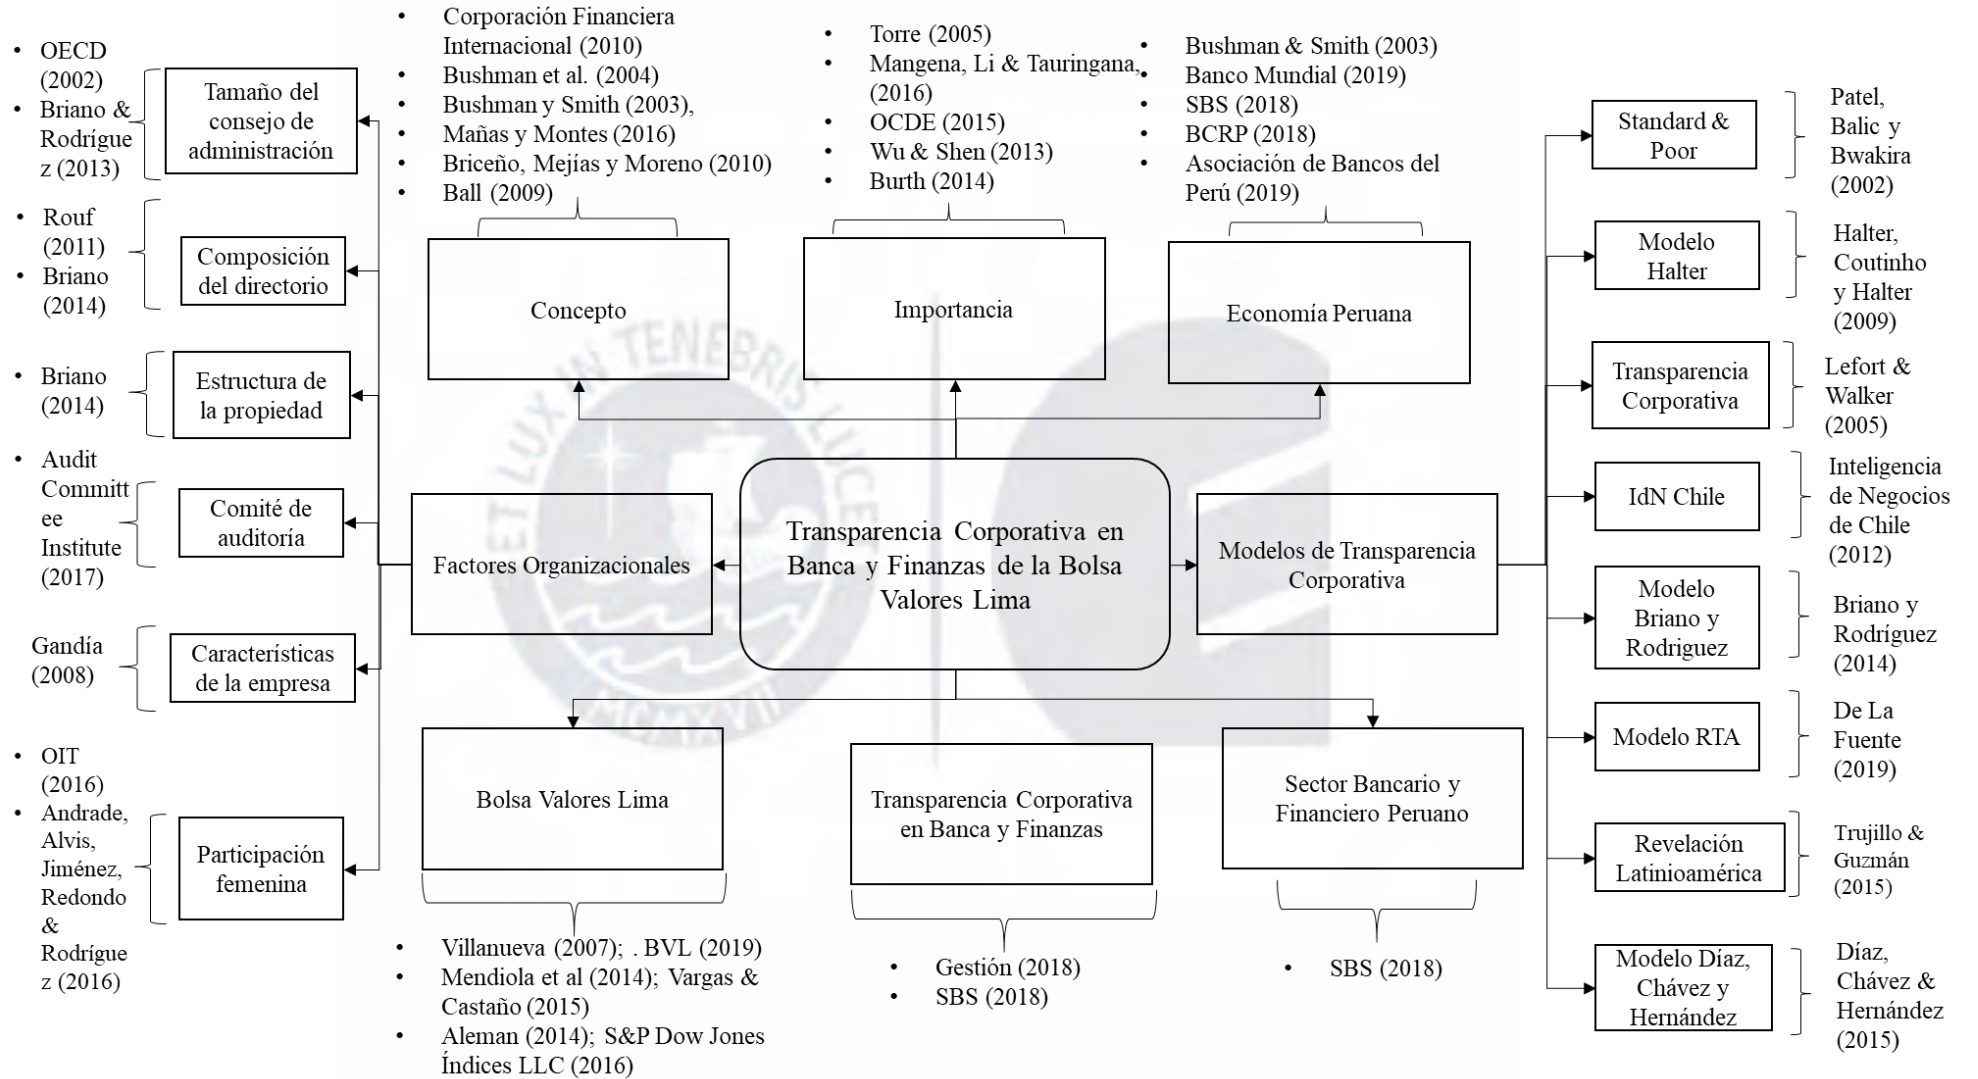 OECD
(2002)
Briano &
Rodrígue
z (2013)
Tamaño del
consejo de
administración
Rouf
(2011)
Briano
(2014)
Composición
del directorio
Briano
(2014)
Estructura de
la propiedad
Audit
Committ
ee
Institute
(2017)
Comité de
auditoría
Gandía
(2008)
Características
de la empresa
OIT
(2016)
Andrade,
Alvis,
Jiménez,
Redondo
&
Rodrígue
z (2016)
Participación
femenina
Corporación Financiera
Internacional (2010)
Bushman et al. (2004)
Bushman y Smith (2003),
Mañas y Montes (2016)
Briceño, Mejías y Moreno (2010)
Ball (2009)
Concepto
Torre (2005)
Mangena, Li & Tauringana,
(2016)
OCDE (2015)
Wu & Shen (2013)
Burth (2014)
Importancia
Bushman & Smith (2003)
Banco Mundial (2019)
SBS (2018)
BCRP (2018)
Asociación de Bancos del
Perú (2019)
Economía Peruana
Factores Organizacionales
Transparencia Corporativa en
Banca y Finanzas de la Bolsa
Valores Lima
Modelos de Transparencia
Corporativa
Bolsa Valores Lima
Villanueva (2007); . BVL (2019)
Mendiola et al (2014); Vargas &
Castaño (2015)
Aleman (2014); S&P Dow Jones
Índices LLC (2016)
Transparencia Corporativa
en Banca y Finanzas
Gestión (2018)
SBS (2018)
Sector Bancario y
Financiero Peruano
SBS (2018)
Standard &
Poor
Patel,
Balic y
Bwakira
(2002)
Modelo
Halter
Halter,
Coutinho
y Halter
(2009)
Transparencia
Corporativa
Lefort &
Walker
(2005)
IdN Chile
Inteligencia
de Negocios
de Chile
(2012)
Modelo
Briano y
Rodriguez
Briano y
Rodríguez
(2014)
Modelo RTA
De La
Fuente
(2019)
Revelación
Latinioamérica
Trujillo &
Guzmán
(2015)
Modelo Díaz,
Chávez y
Hernández
Díaz,
Chávez &
Hernández
(2015)
ET LUX IN TENEBRIS LUCET